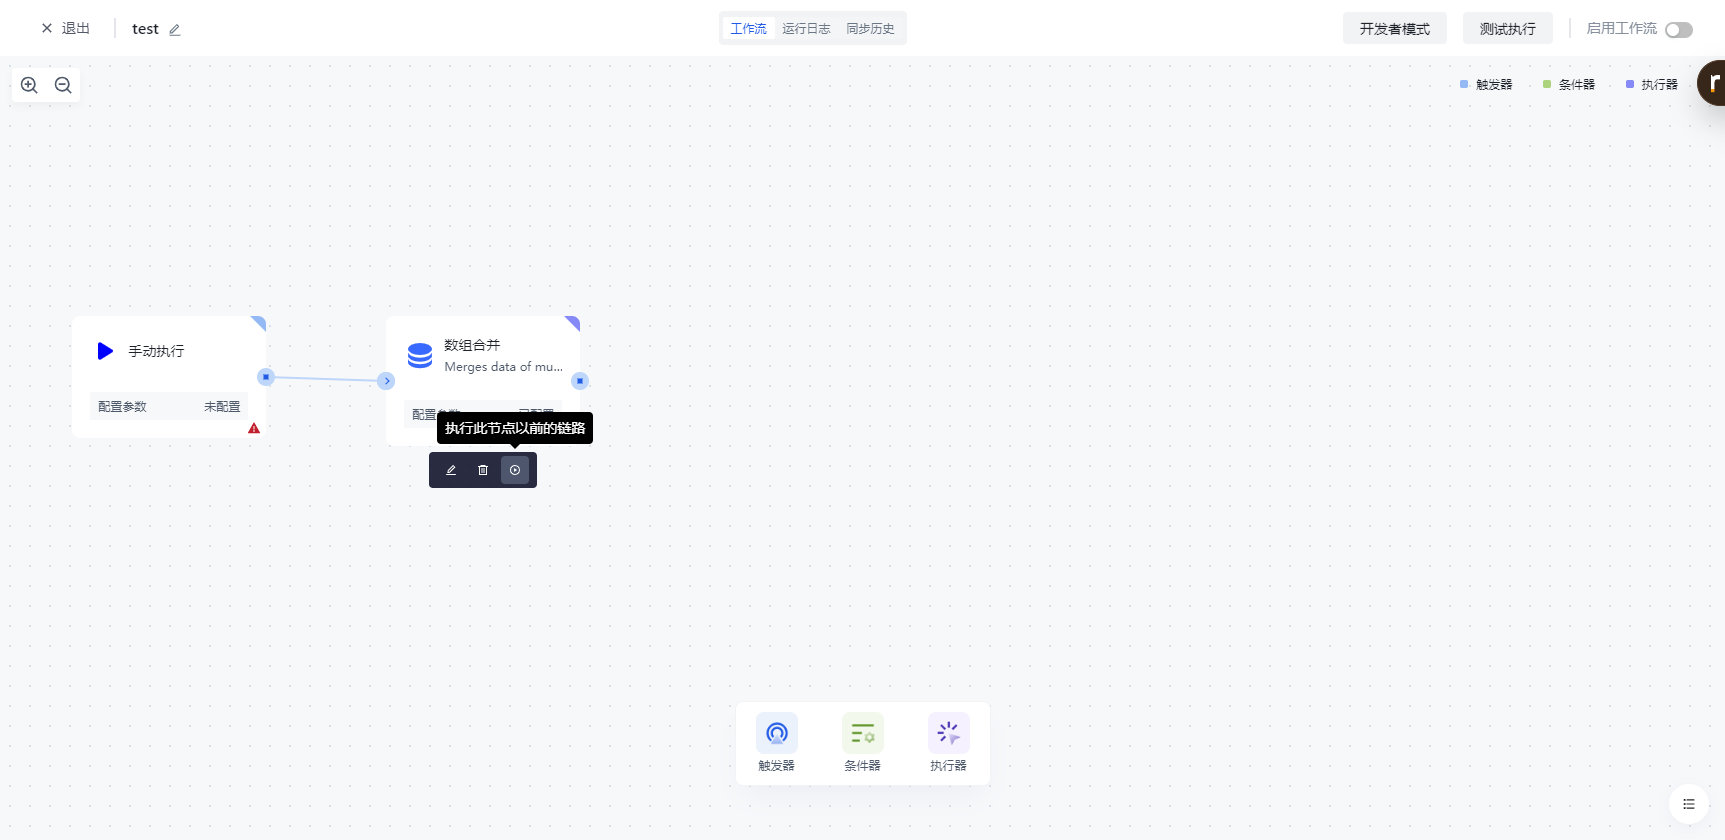 退出
test
工作流
运行日志
同步历史
开发者模式
测试执行
启用工作流
触发器
条件器
执行器
r
手动执行
配置参数
未配置
数组合并
Merges data of mu...
配置参数
已配置
执行此节点以前的链路
触发器
条件器
执行器